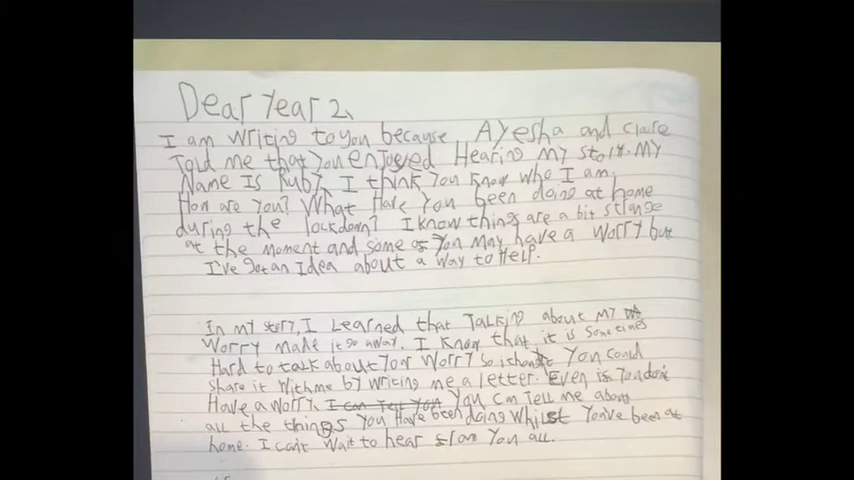 Dear Year 2,
I am writing to you because Ayesha and Claire
Told me that you enjoyed Hearing my story. My
Name Is Ruby, I think you know who I am.
How are you? What Have you been doing at home
during the lockdown? I know things are a bit strange
at the moment and some of you may have a worry but
I've got an Idea about a way to Help.
In my story, I Learned that Talking about my
Worry made it go away. I know that it is sometimes
Hard to talk about your Worry so I thought You could
share it with me by writing me a letter. Even if You don't
Have a worry, I can Tell you You can Tell me about
all the things you Have been doing Whilst You've been at
home. I can't wait to hear from You all.